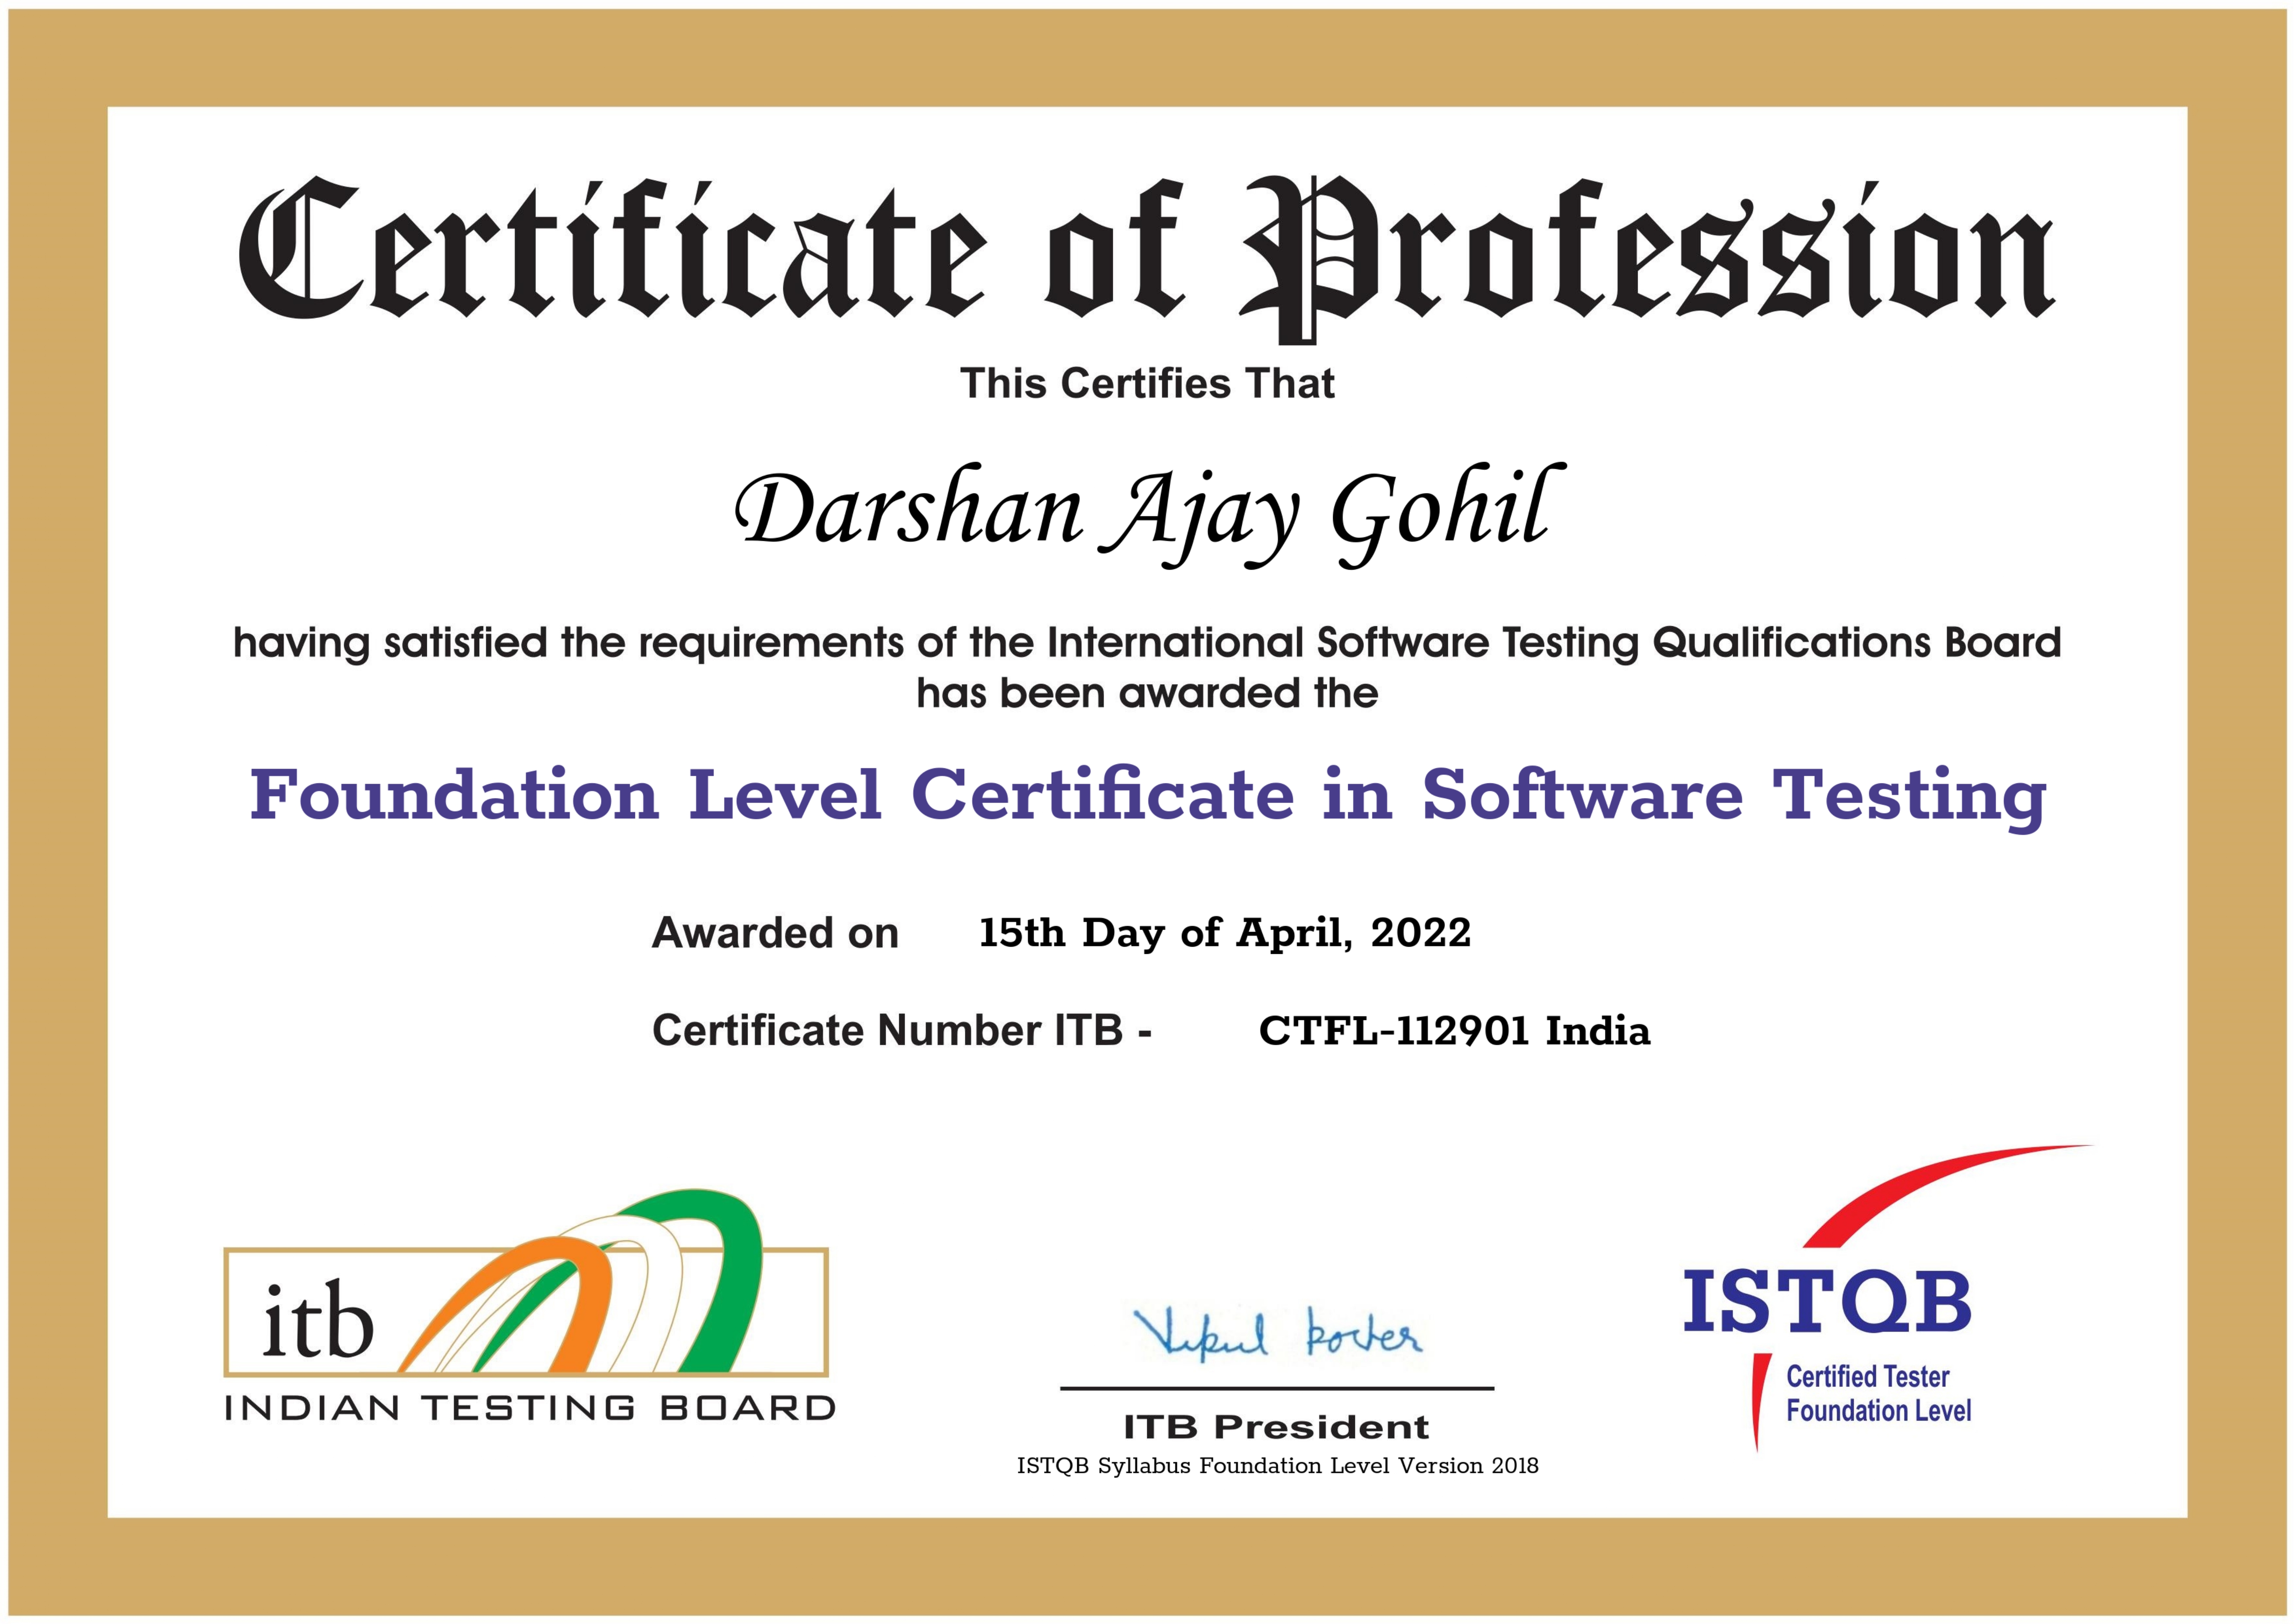 Certificate of Profession
This Certifies That
Darshan Ajay Gohil
having satisfied the requirements of the International Software Testing Qualifications Board
has been awarded the
Foundation Level Certificate in Software Testing
Awarded on 15th Day of April, 2022
Certificate Number ITB - CTFL-112901 India
itb
INDIAN TESTING BOARD
Vipul Kocher
ITB President
ISTQB Syllabus Foundation Level Version 2018
ISTQB
Certified Tester
Foundation Level